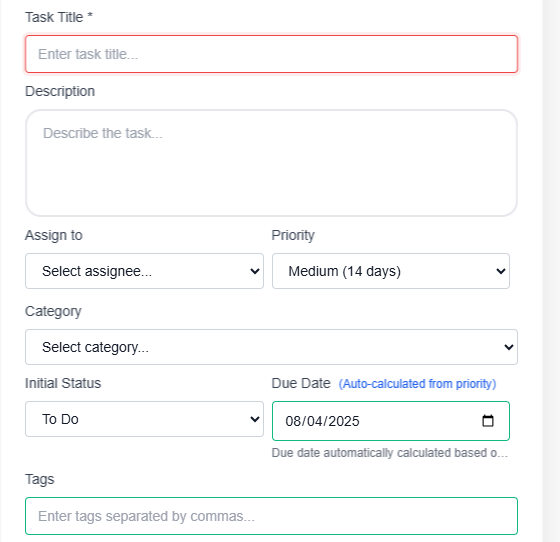 Task Title *
Enter task title...
Description
Describe the task...
Assign to Priority
Select assignee... Medium (14 days)
Category
Select category...
Initial Status Due Date (Auto-calculated from priority)
To Do 08/04/2025
Due date automatically calculated based o...
Tags
Enter tags separated by commas...